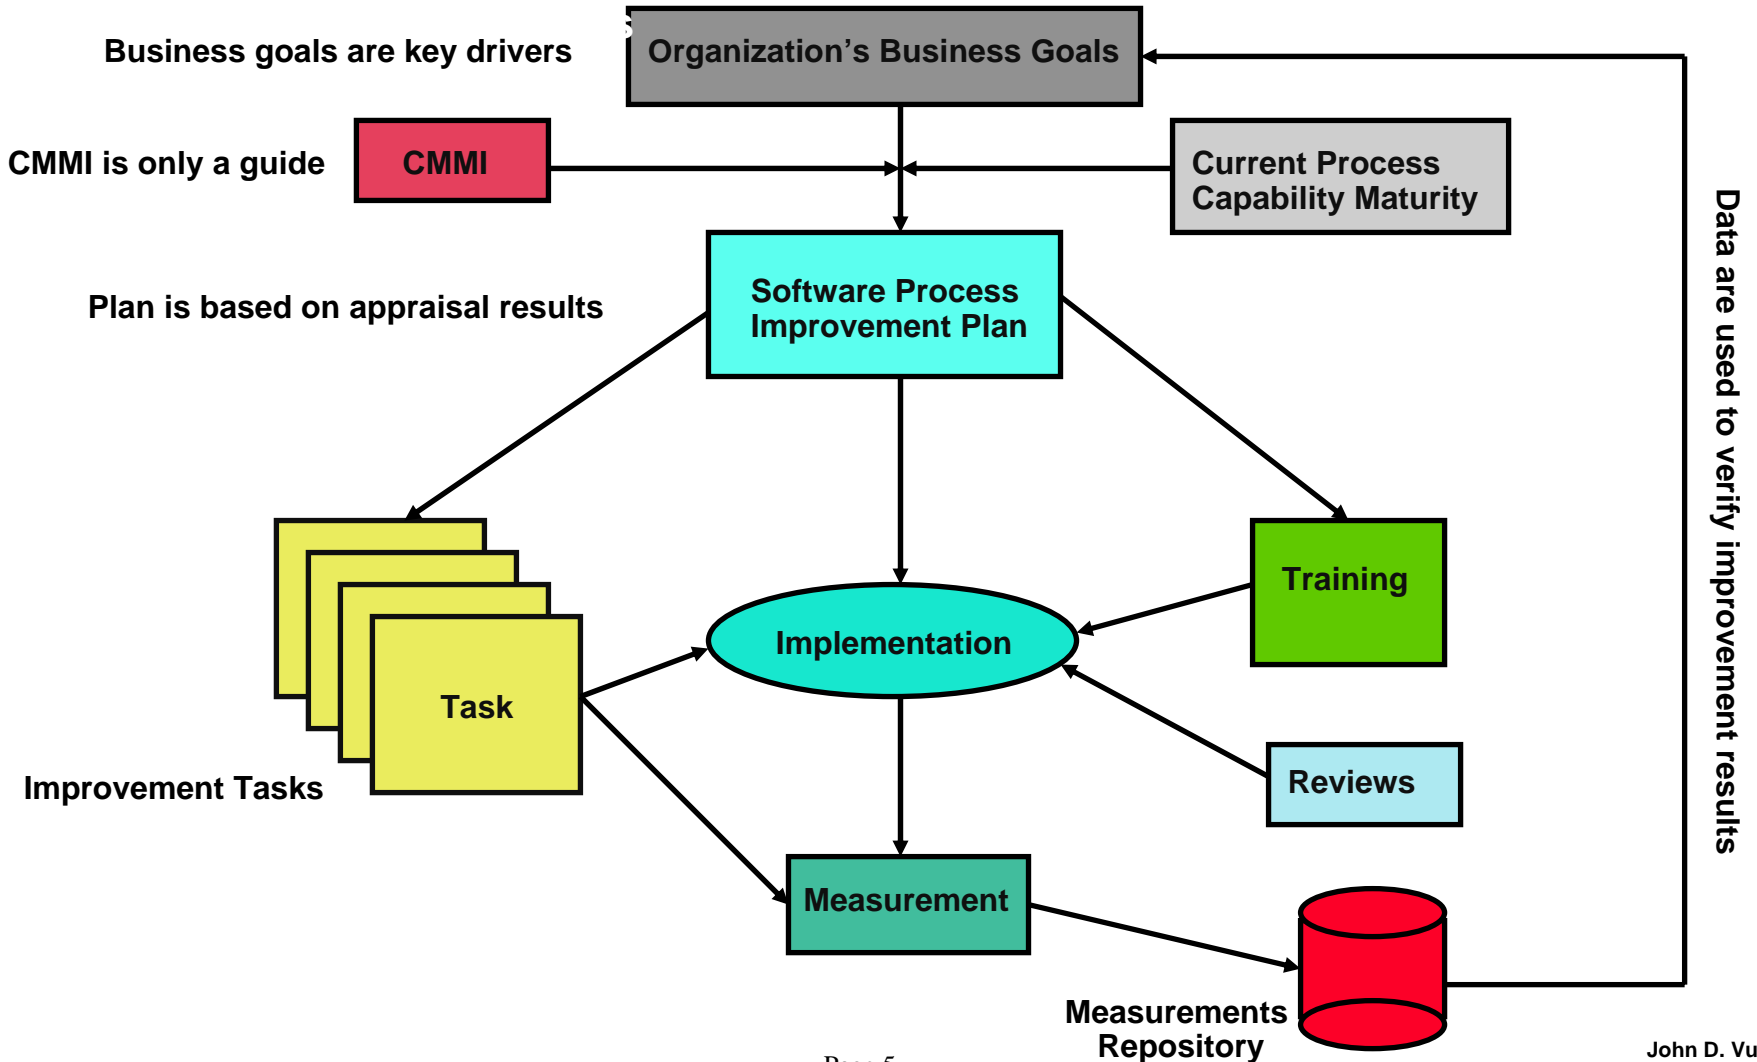 s
Business goals are key drivers
Organization's Business Goals
CMMI is only a guide
CMMI
Current Process
Capability Maturity
Plan is based on appraisal results
Software Process
Improvement Plan
Data are used to verify improvement results
Training
Implementation
Task
Improvement Tasks
Reviews
Measurement
Measurements
Repository
Page 5
John D. Vu